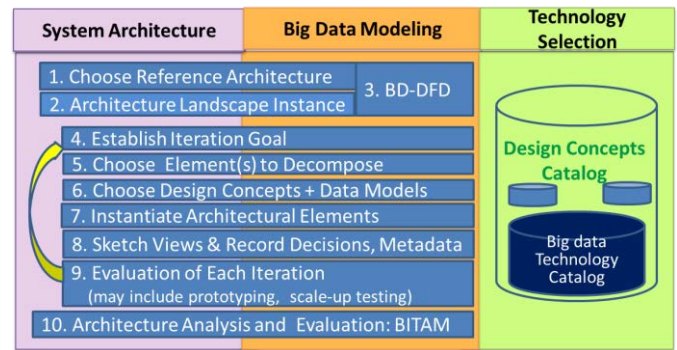 System Architecture
Big Data Modeling
Technology
Selection
1. Choose Reference Architecture
2. Architecture Landscape Instance
3. BD-DFD
4. Establish Iteration Goal
5. Choose Element(s) to Decompose
6. Choose Design Concepts + Data Models
7. Instantiate Architectural Elements
8. Sketch Views & Record Decisions, Metadata
9. Evaluation of Each Iteration
(may include prototyping, scale-up testing)
10. Architecture Analysis and Evaluation: BITAM
Design Concepts
Catalog
Big data
Technology
Catalog